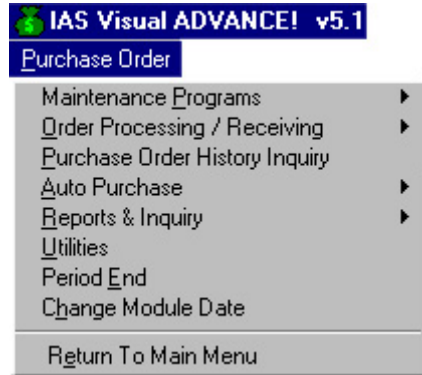 IAS Visual ADVANCE! v5.1
Purchase Order
Maintenance Programs
Order Processing / Receiving
Purchase Order History Inquiry
Auto Purchase
Reports & Inquiry
Utilities
Period End
Change Module Date
Return To Main Menu